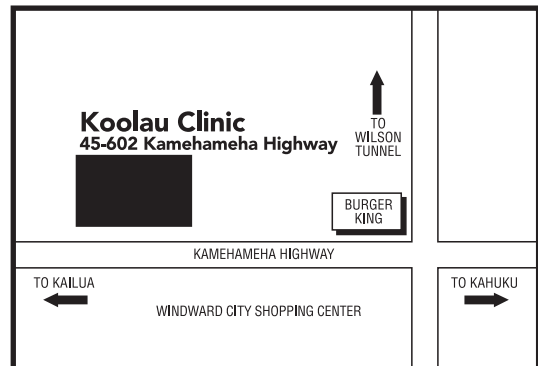 Koolau Clinic
45-602 Kamehameha Highway
TO
WILSON
TUNNEL
BURGER
KING
KAMEHAMEHA HIGHWAY
TO KAILUA
TO KAHUKU
WINDWARD CITY SHOPPING CENTER